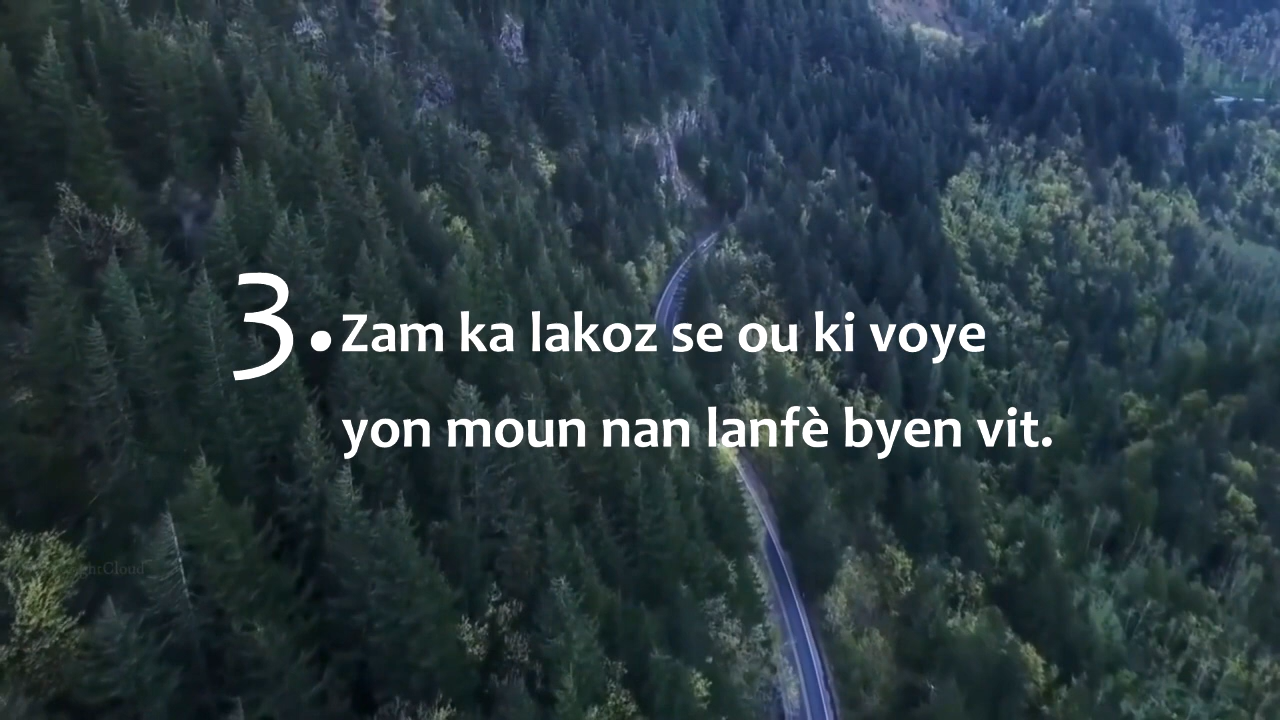 3. Zam ka lakoz se ou ki voye
yon moun nan lanfè byen vit.